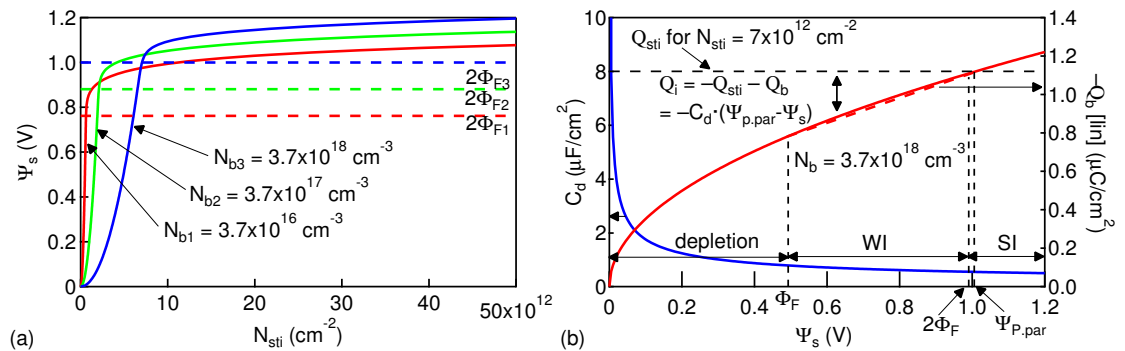 1.2
1.0
0.8
0.6
0.4
0.2
0
Ψs (V)
2ΦF3
2ΦF2
2ΦF1
Nb3 = 3.7x10^18 cm^-3
Nb2 = 3.7x10^17 cm^-3
Nb1 = 3.7x10^16 cm^-3
0 10 20 30 40 50x10^12
Nsti (cm^-2)
(a)
10
8
6
4
2
0
Cd (μF/cm^2)
Qsti for Nsti = 7x10^12 cm^-2
Qi = −Qsti − Qb
= −Cd·(Ψp.par-Ψs)
Nb = 3.7x10^18 cm^-3
depletion WI SI
1.4
1.2
1.0
0.8
0.6
0.4
0.2
0.0
−Qb [lin] (μC/cm^2)
0.0 0.2 0.4 0.6 0.8 1.0 1.2
ΦF
2ΦF
ΨP.par
Ψs (V)
(b)